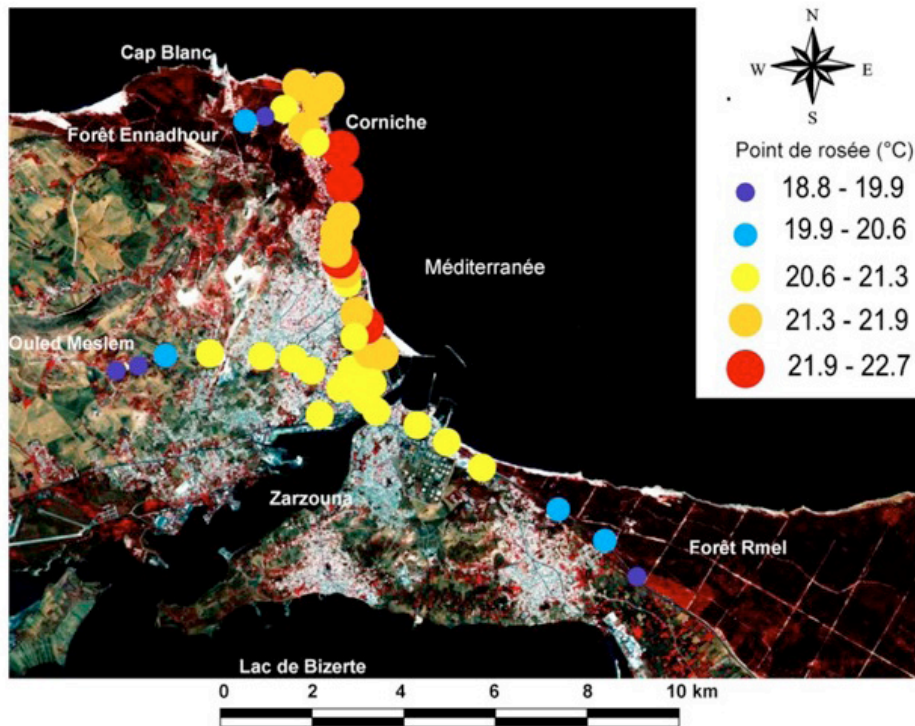 Cap Blanc
Forêt Ennadhour
Corniche
Méditerranée
Ouled Meslem
Zarzouna
Forêt Rmel
Lac de Bizerte
N
W E
S
Point de rosée (°C)
18.8 - 19.9
19.9 - 20.6
20.6 - 21.3
21.3 - 21.9
21.9 - 22.7
0 2 4 6 8 10 km